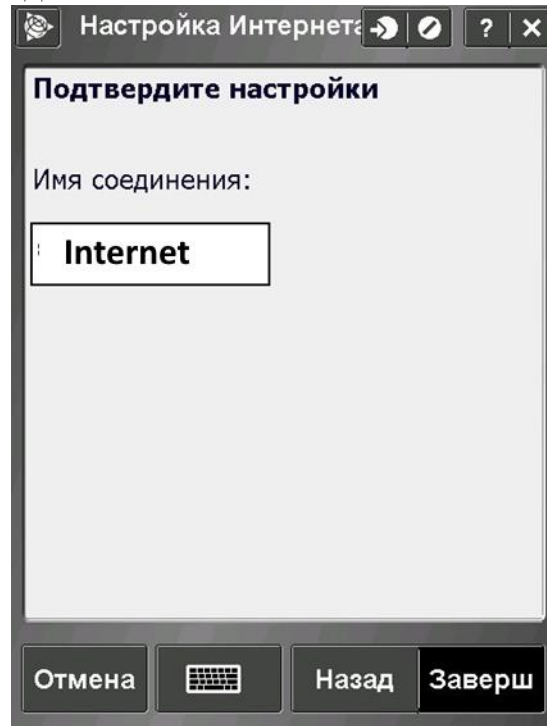 Настройка Интернета
? X
Подтвердите настройки
Имя соединения:
Internet
Отмена
Назад
Заверш